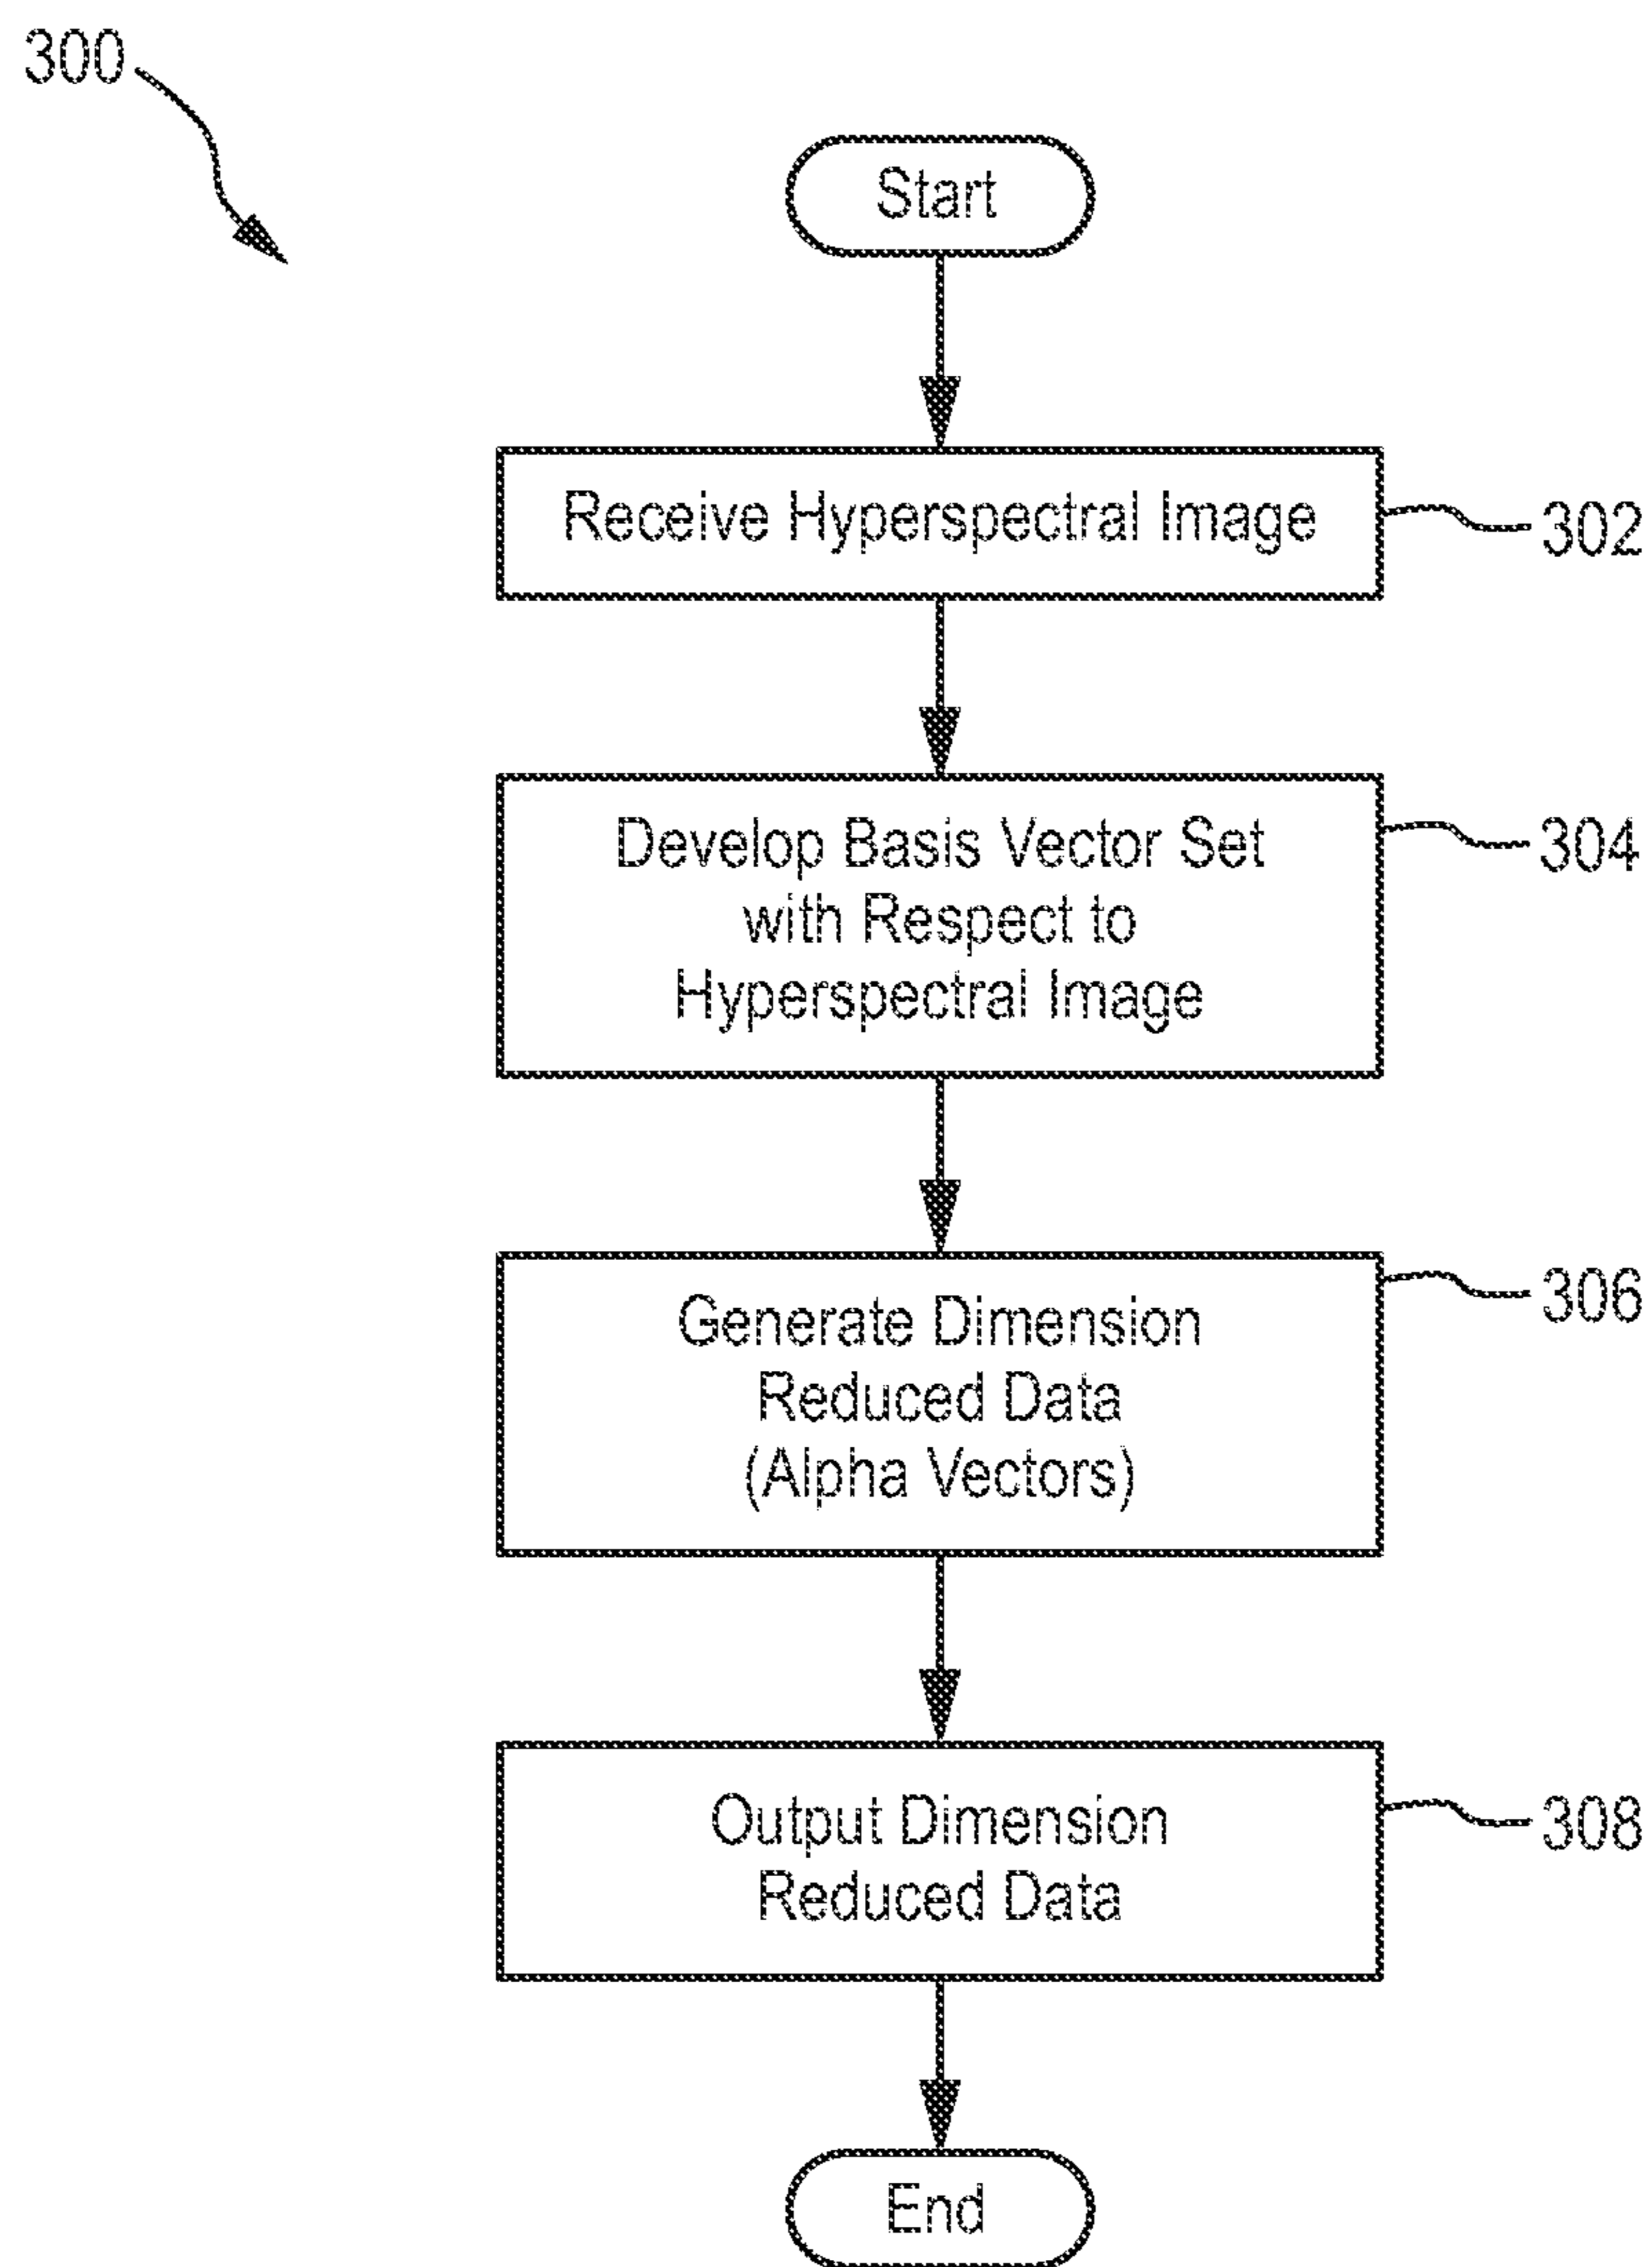 300
Start
Receive Hyperspectral Image
302
Develop Basis Vector Set
with Respect to
Hyperspectral Image
304
Generate Dimension
Reduced Data
(Alpha Vectors)
306
Output Dimension
Reduced Data
308
End